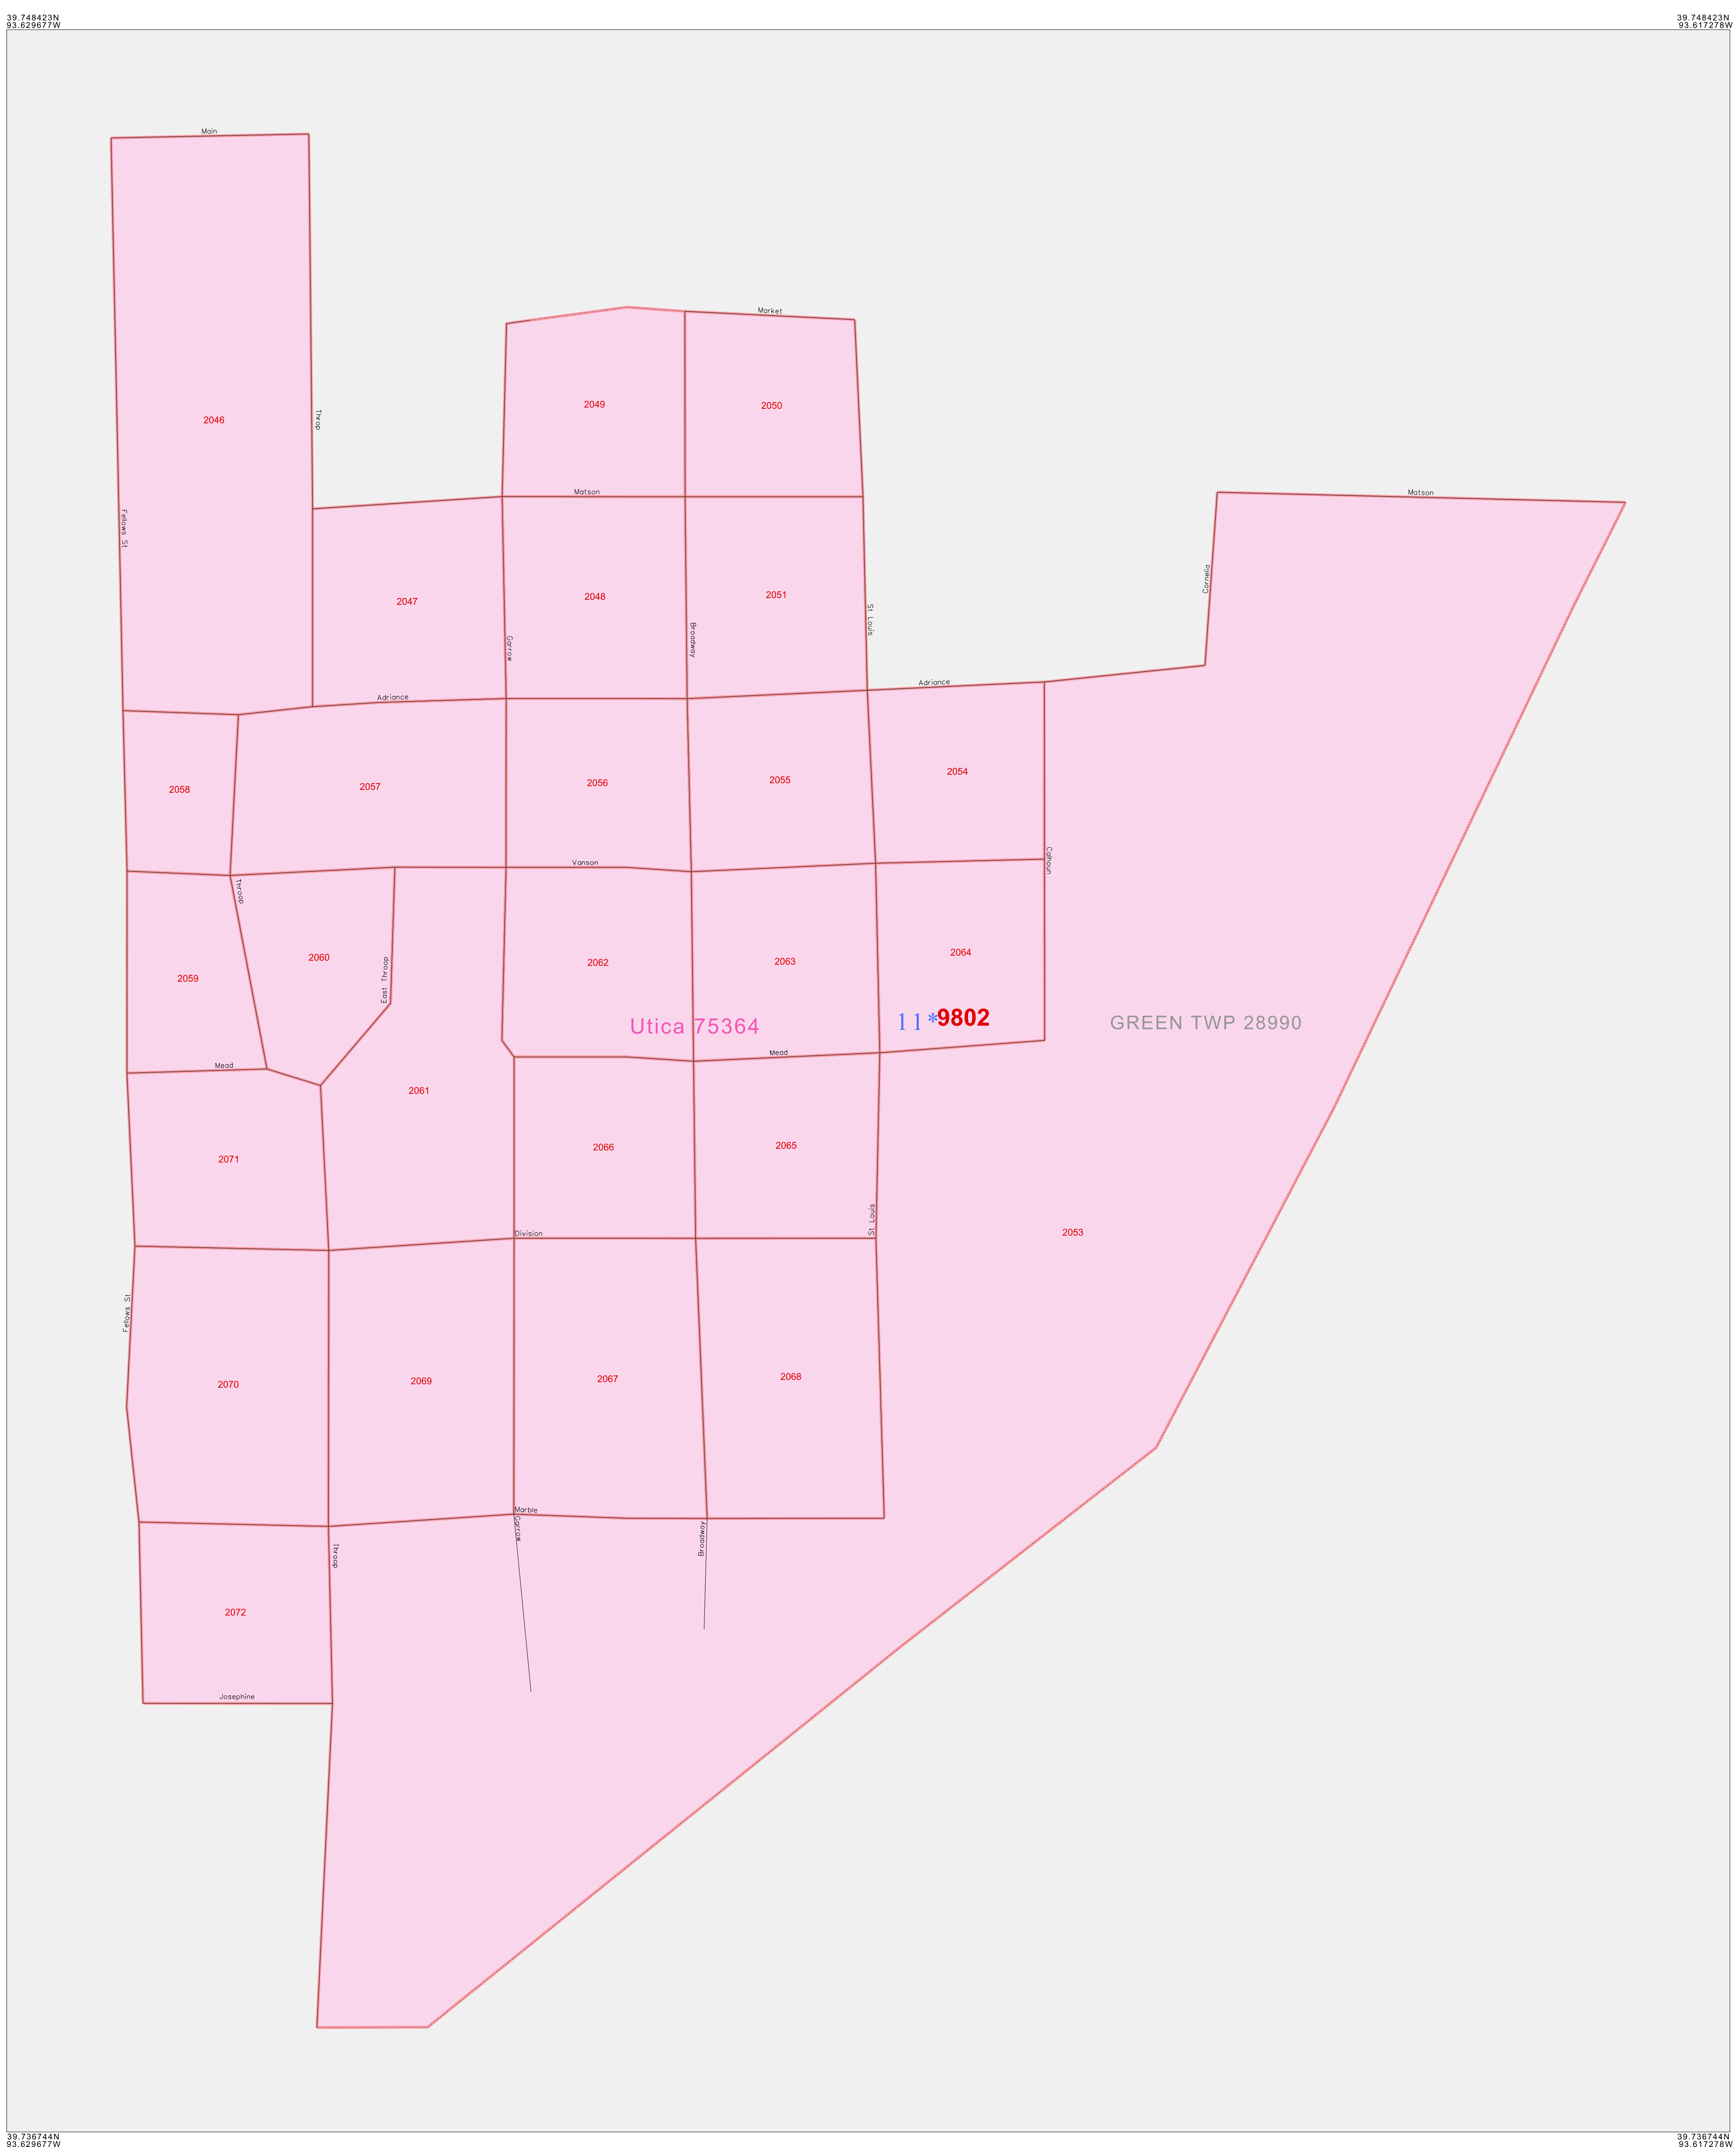 39.748423N
93.629677W
39.748423N
93.617278W
Main
Market
2049
2050
2046
Throp
Matson
Matson
Fellows St
Cornelia
2048
2051
2047
St Louis
Garrow
Broadway
Adriance
Adriance
2054
2055
2056
2057
2058
Vanson
Calhoun
Throop
2064
2060
2062
2063
2059
East Throop
Utica 75364
11*9802
GREEN TWP 28990
Mead
Mead
2061
2066
2065
2071
St Louis
Division
2053
Fellows St
2070
2069
2067
2068
Marble
Garrow
Broadway
Throop
2072
Josephine
39.736744N
93.629677W
39.736744N
93.617278W